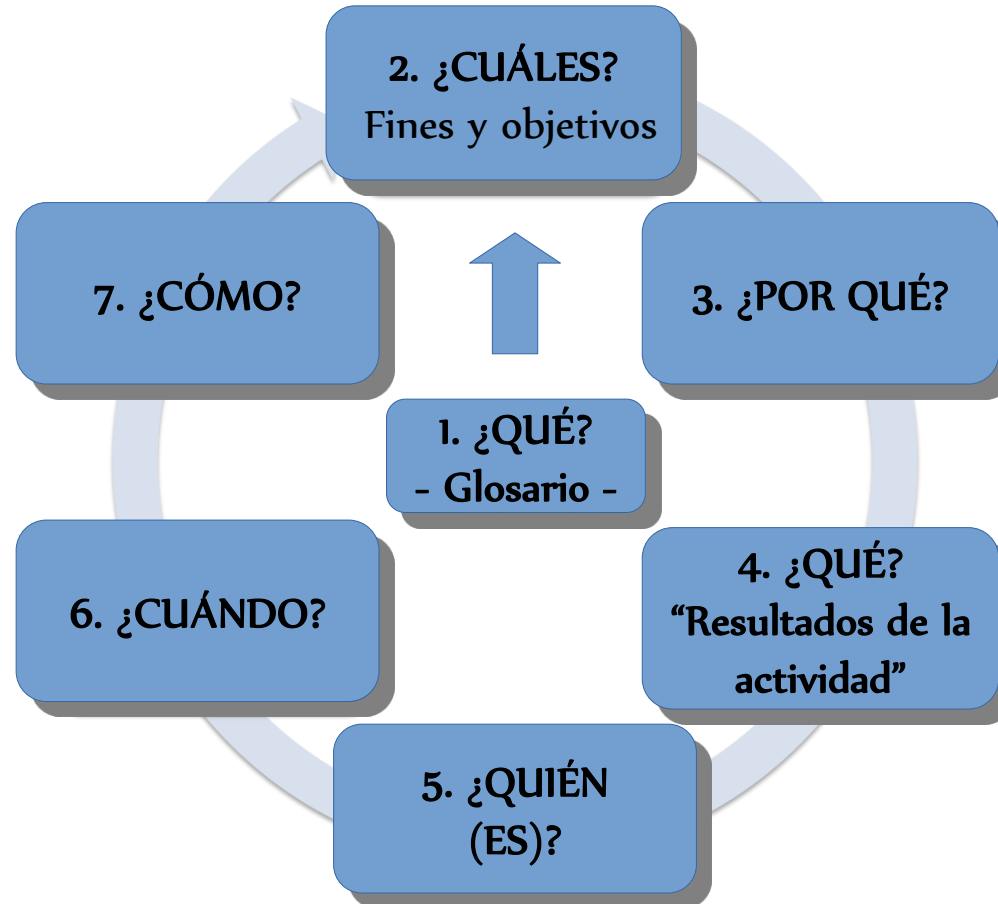 2. ¿CUÁLES?
Fines y objetivos
7. ¿CÓMO?
3. ¿POR QUÉ?
1. ¿QUÉ?
- Glosario -
6. ¿CUÁNDO?
4. ¿QUÉ?
“Resultados de la
actividad”
5. ¿QUIÉN
(ES)?